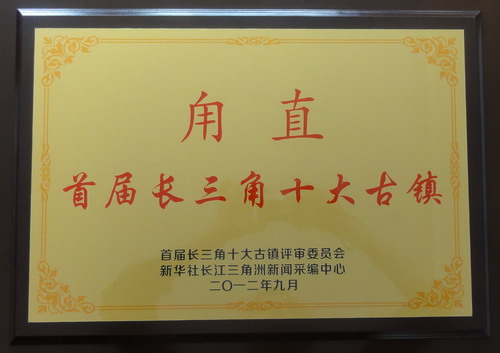 甪直
首届长三角十大古镇
首届长三角十大古镇评审委员会
新华社长江三角洲新闻采编中心
二〇一二年九月